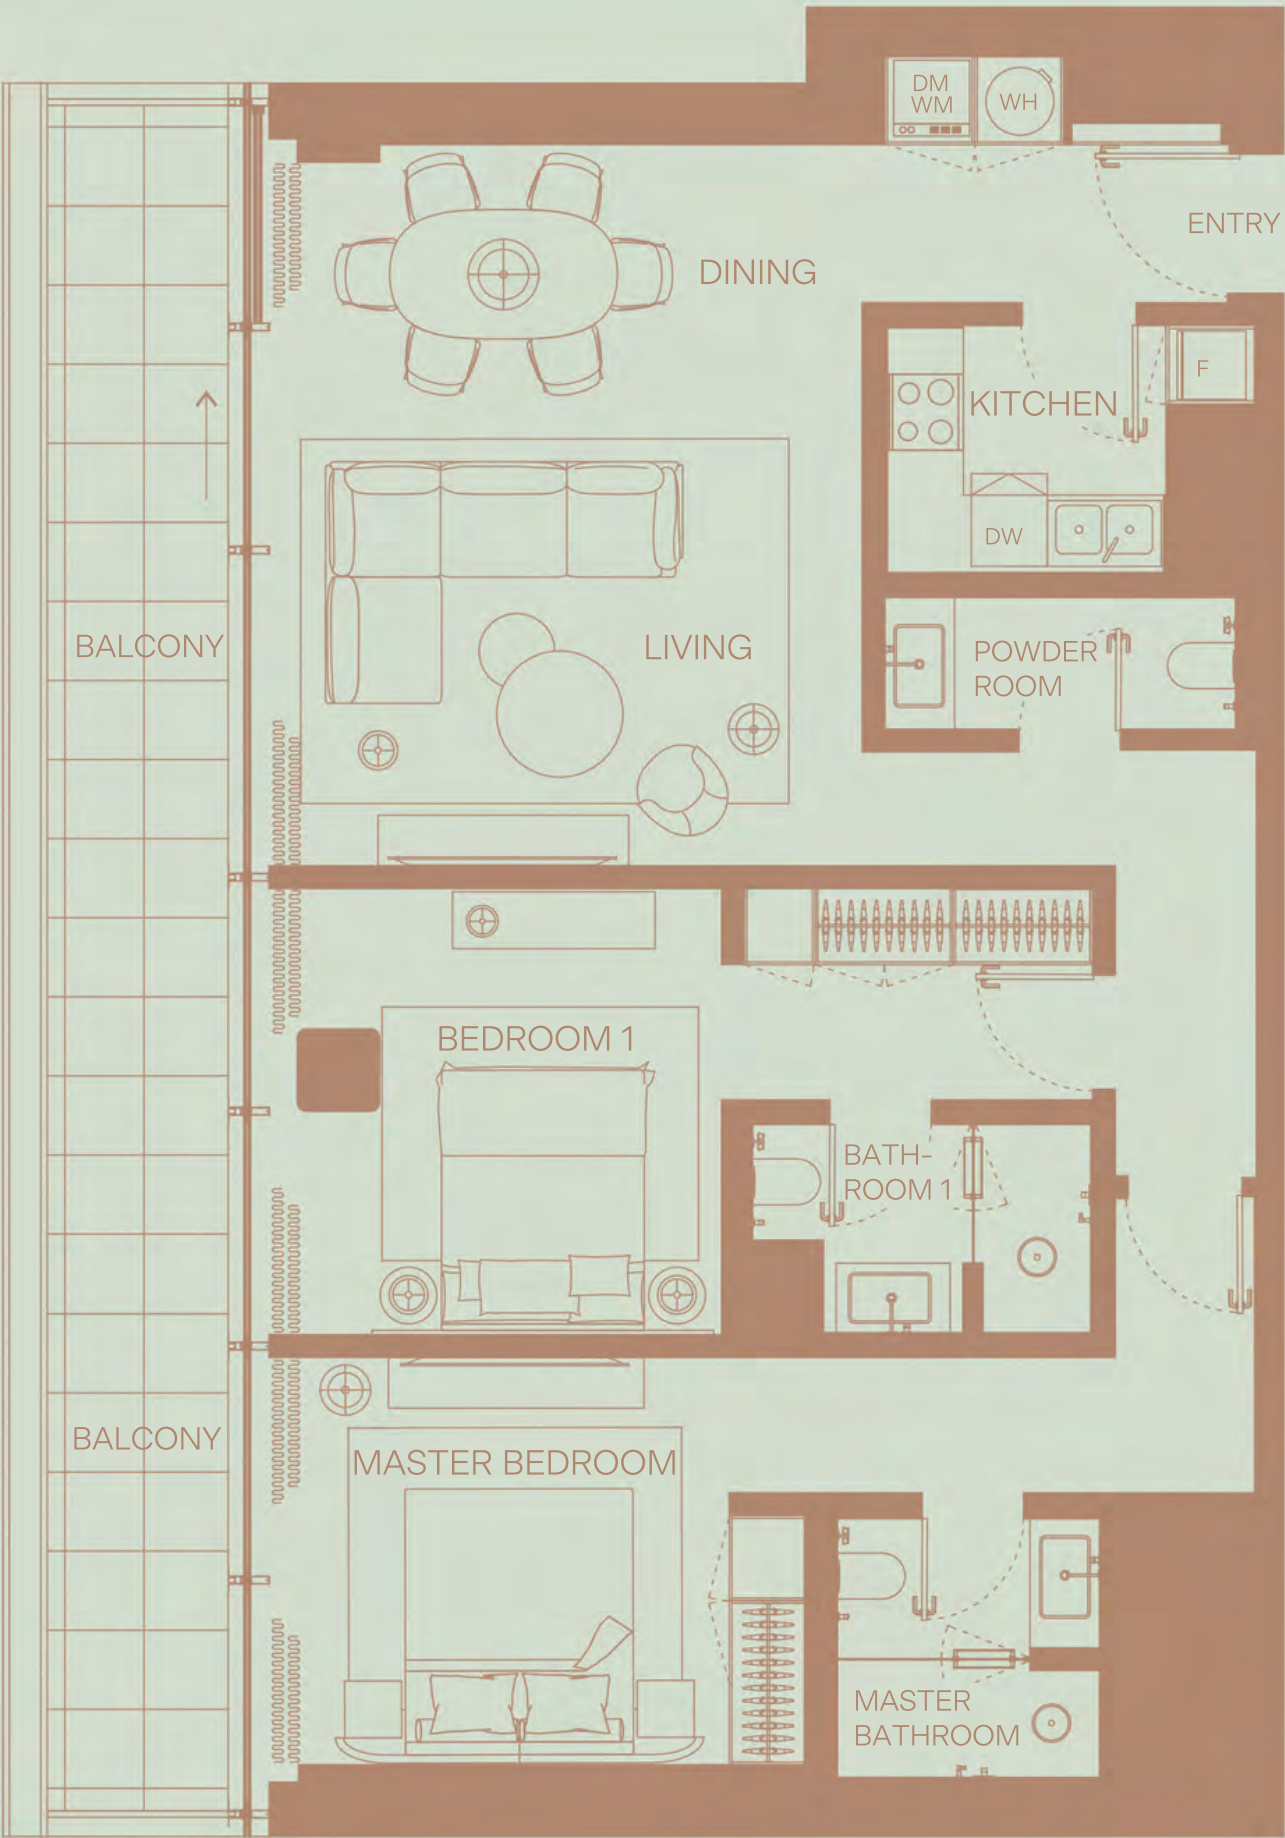 DM
WM
WH
ENTRY
DINING
F
KITCHEN
DW
BALCONY
LIVING
POWDER
ROOM
BEDROOM 1
BATH-
ROOM 1
BALCONY
MASTER BEDROOM
MASTER
BATHROOM